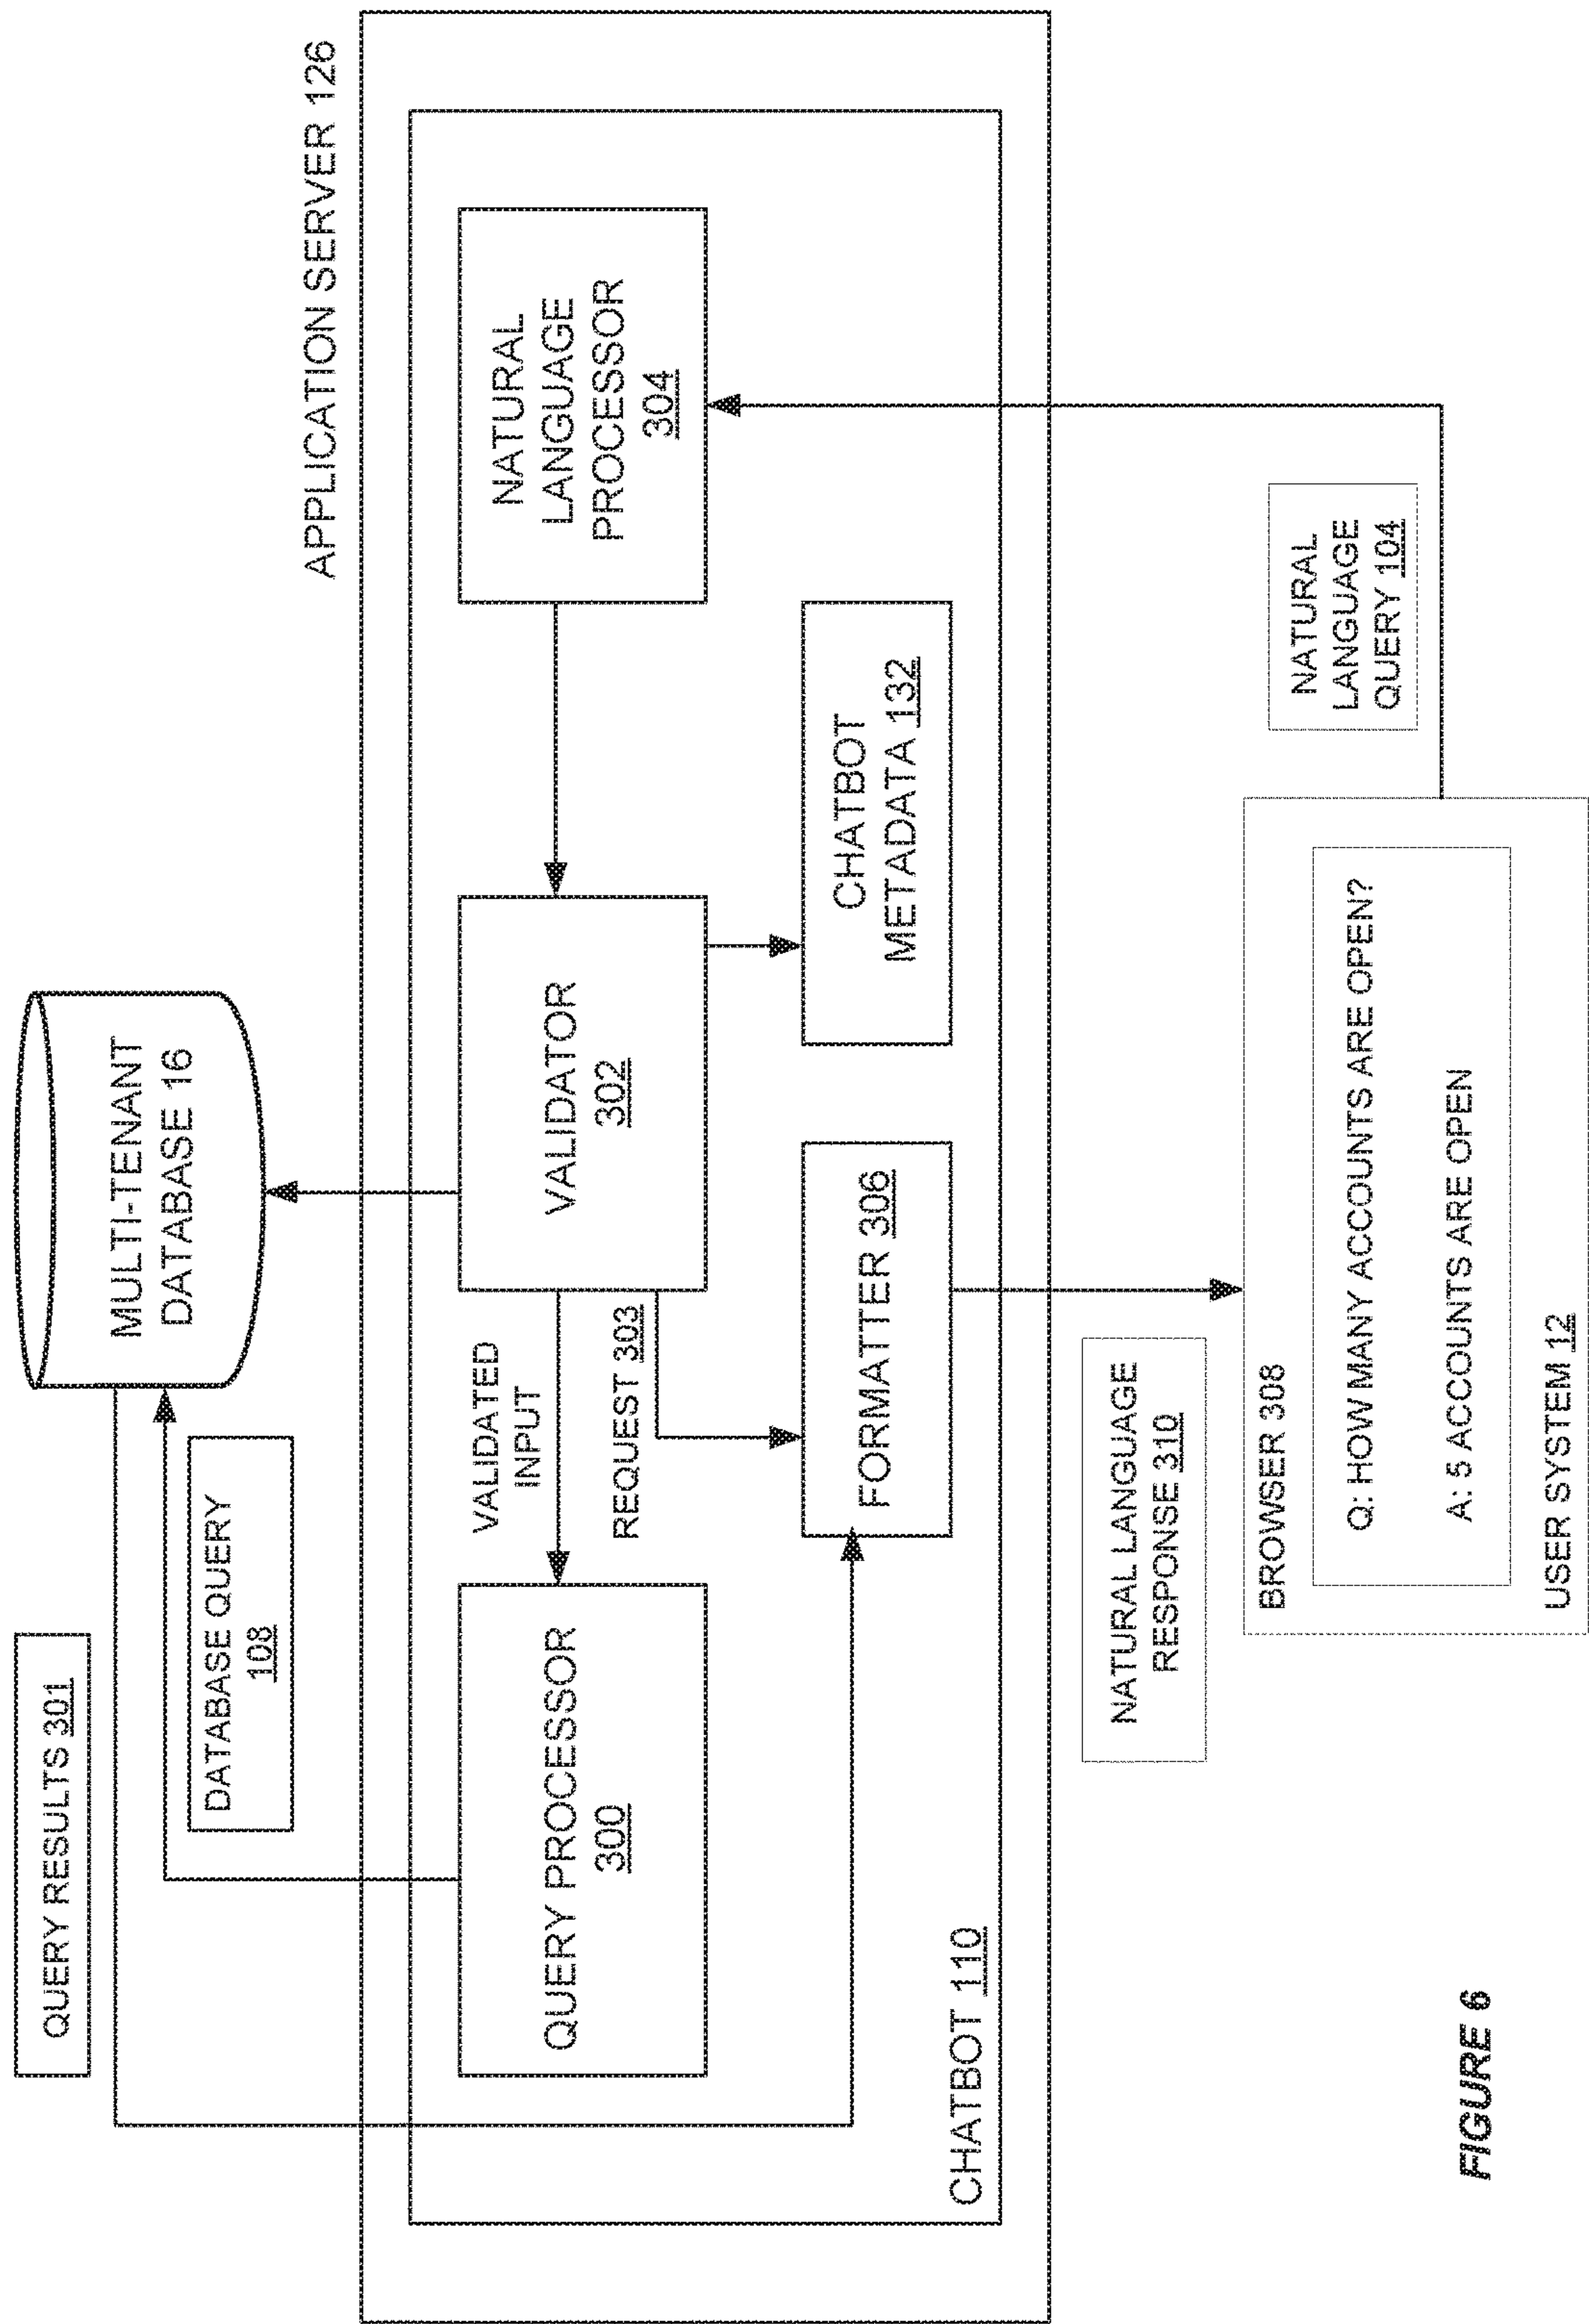 QUERY RESULTS 301
MULTI-TENANT
DATABASE 16
DATABASE QUERY
108
APPLICATION SERVER 126
QUERY PROCESSOR
300
VALIDATED
INPUT
REQUEST 303
VALIDATOR
302
NATURAL
LANGUAGE
PROCESSOR
304
FORMATTER 306
CHATBOT
METADATA 132
CHATBOT 110
NATURAL LANGUAGE
RESPONSE 310
NATURAL
LANGUAGE
QUERY 104
BROWSER 308
Q: HOW MANY ACCOUNTS ARE OPEN?
A: 5 ACCOUNTS ARE OPEN
USER SYSTEM 12
FIGURE 6